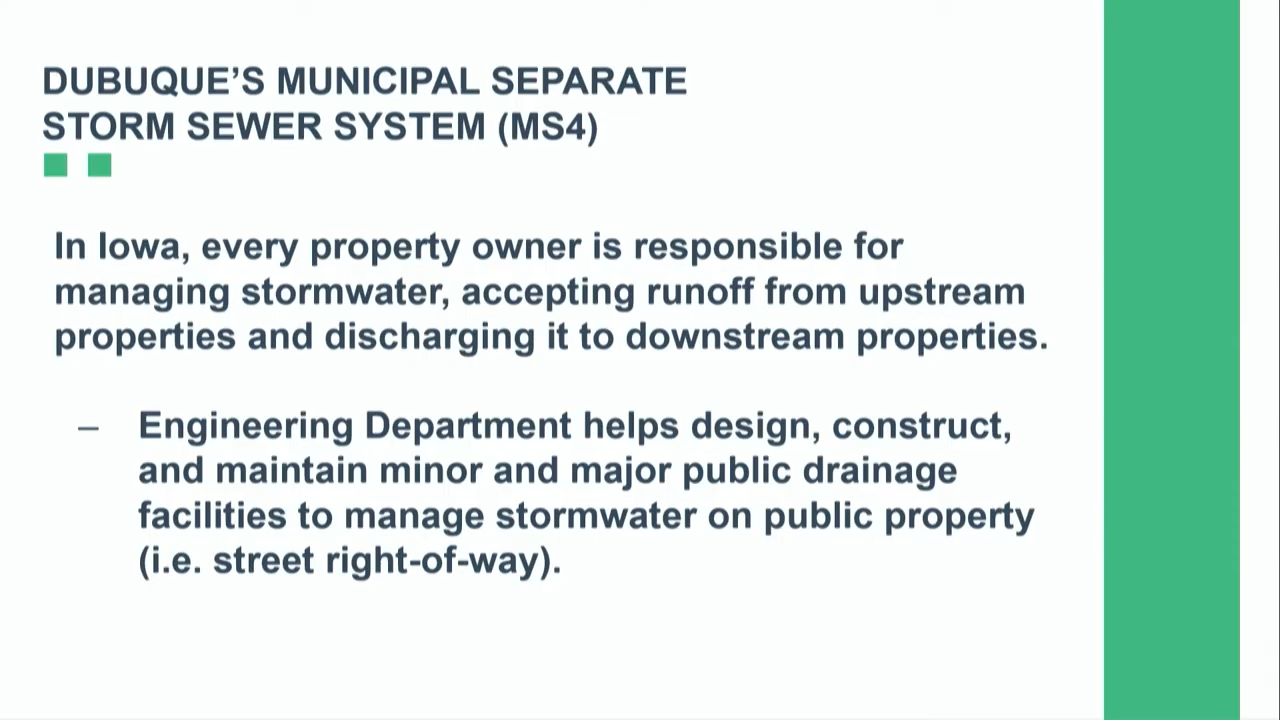 DUBUQUE'S MUNICIPAL SEPARATE
STORM SEWER SYSTEM (MS4)
In Iowa, every property owner is responsible for
managing stormwater, accepting runoff from upstream
properties and discharging it to downstream properties.
– Engineering Department helps design, construct,
and maintain minor and major public drainage
facilities to manage stormwater on public property
(i.e. street right-of-way).